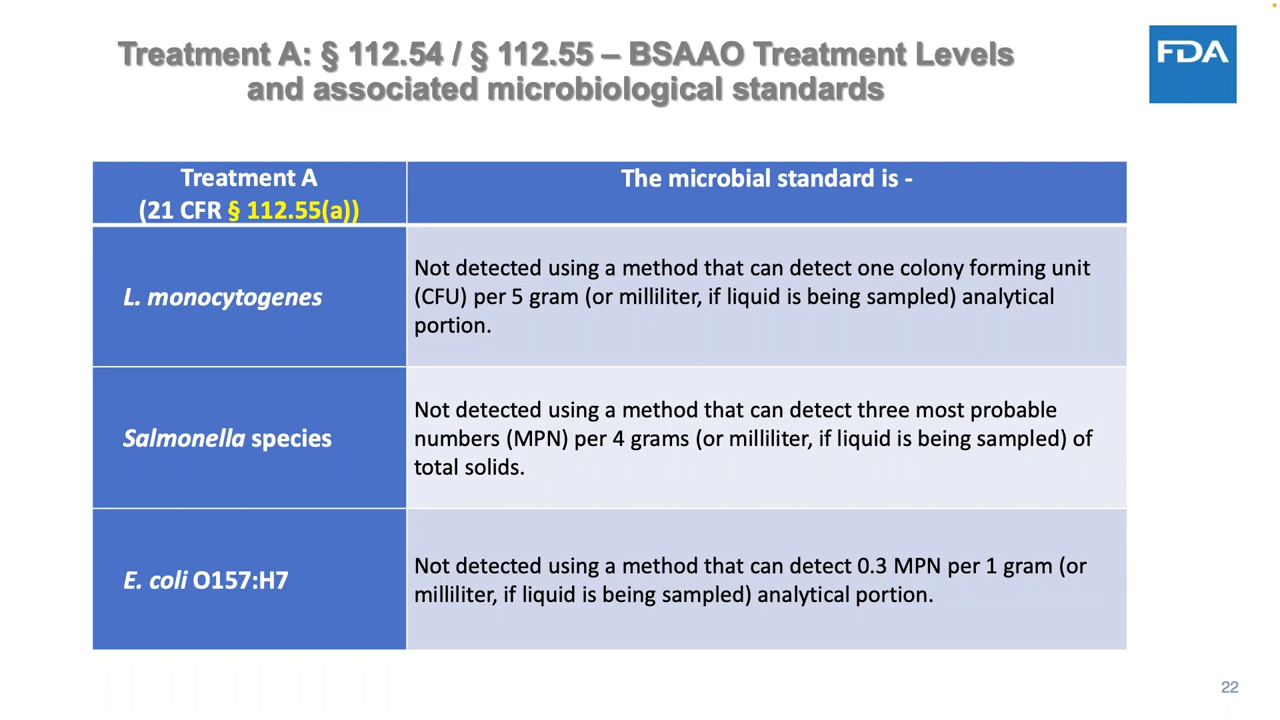 Treatment A: § 112.54 / § 112.55 – BSAAO Treatment Levels
and associated microbiological standards
FDA
Treatment A
(21 CFR § 112.55(a))
The microbial standard is -
L. monocytogenes
Not detected using a method that can detect one colony forming unit
(CFU) per 5 gram (or milliliter, if liquid is being sampled) analytical
portion.
Salmonella species
Not detected using a method that can detect three most probable
numbers (MPN) per 4 grams (or milliliter, if liquid is being sampled) of
total solids.
E. coli O157:H7
Not detected using a method that can detect 0.3 MPN per 1 gram (or
milliliter, if liquid is being sampled) analytical portion.
22